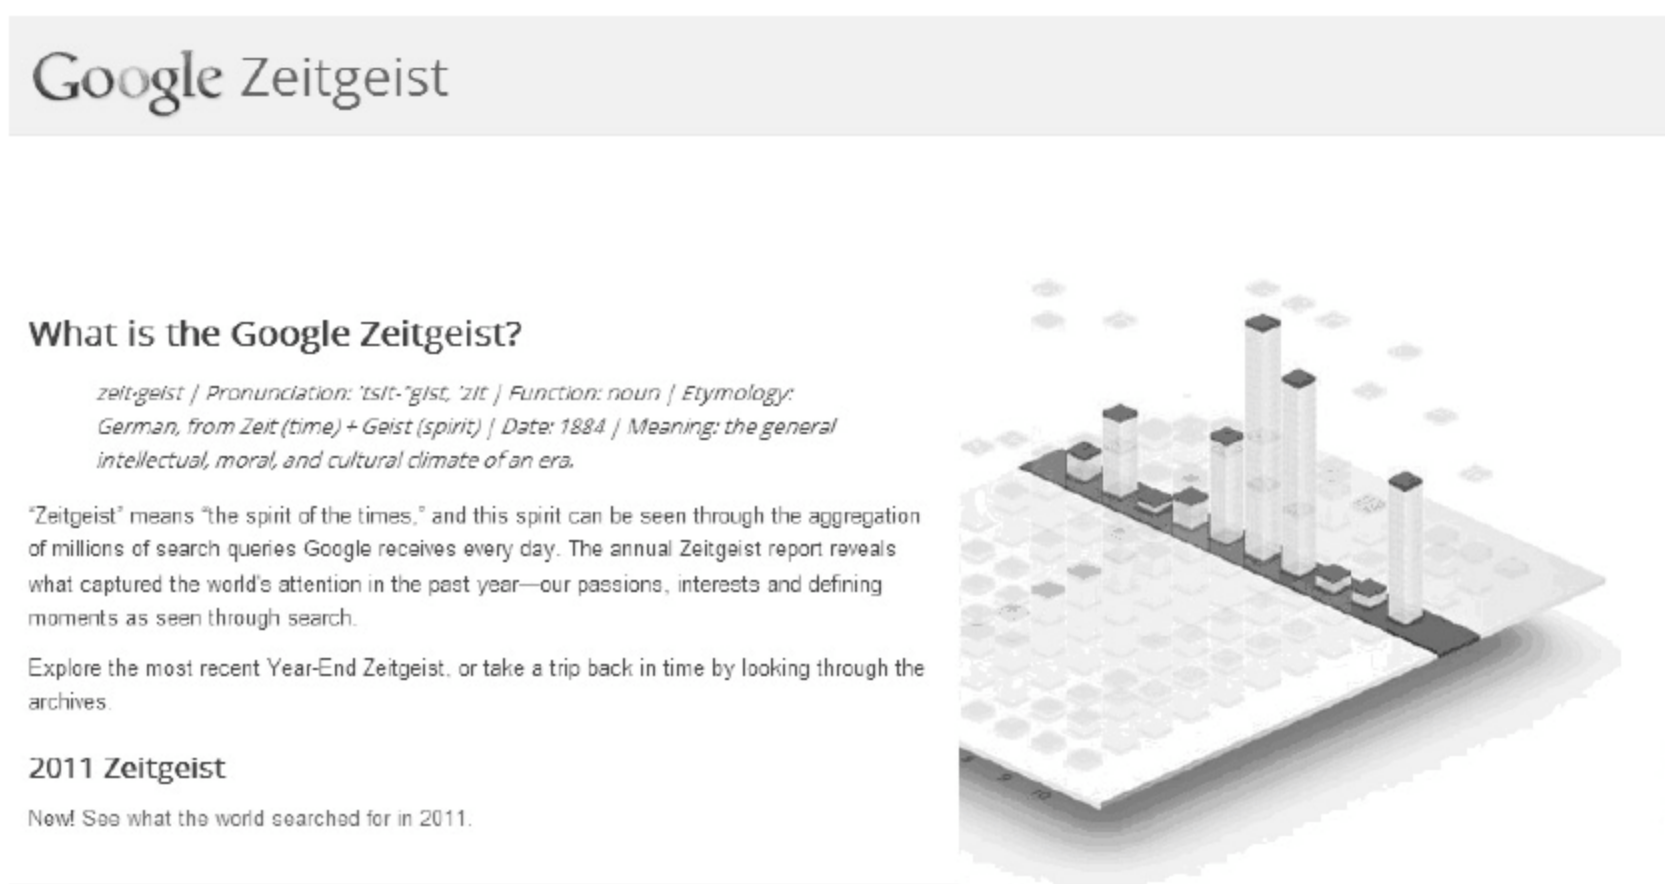 Google Zeitgeist
What is the Google Zeitgeist?
zeit·geist | Pronunciation: 'tsIt-"gIst, 'zIt | Function: noun | Etymology:
German, from Zeit (time) + Geist (spirit) | Date: 1884 | Meaning: the general
intellectual, moral, and cultural climate of an era.
"Zeitgeist" means "the spirit of the times," and this spirit can be seen through the aggregation
of millions of search queries Google receives every day. The annual Zeitgeist report reveals
what captured the world's attention in the past year—our passions, interests and defining
moments as seen through search.
Explore the most recent Year-End Zeitgeist, or take a trip back in time by looking through the
archives.
2011 Zeitgeist
New! See what the world searched for in 2011.
9
10